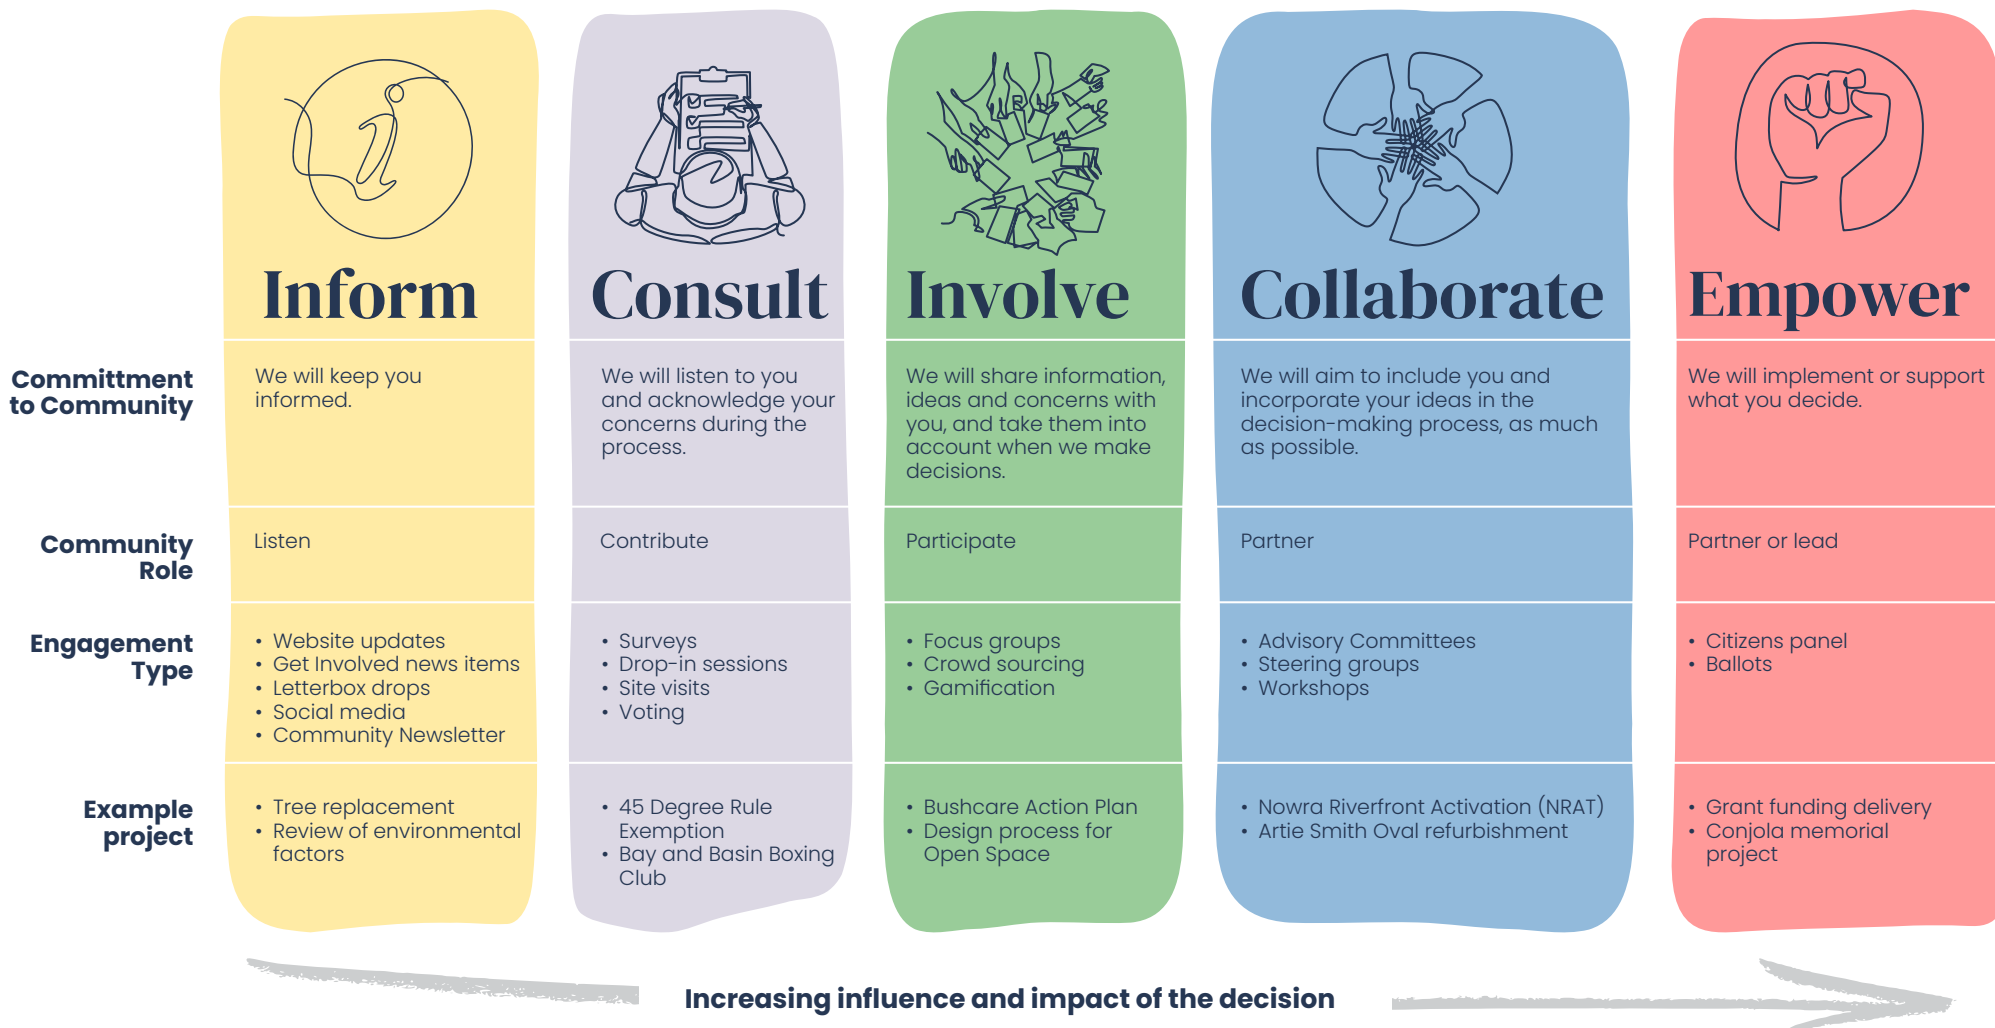 Inform
Consult
Involve
Collaborate
Empower
Committment
to Community
We will keep you
informed.
We will listen to you
and acknowledge your
concerns during the
process.
We will share information,
ideas and concerns with
you, and take them into
account when we make
decisions.
We will aim to include you and
incorporate your ideas in the
decision-making process, as much
as possible.
We will implement or support
what you decide.
Community
Role
Listen
Contribute
Participate
Partner
Partner or lead
Engagement
Type
• Website updates
• Get Involved news items
• Letterbox drops
• Social media
• Community Newsletter
• Surveys
• Drop-in sessions
• Site visits
• Voting
• Focus groups
• Crowd sourcing
• Gamification
• Advisory Committees
• Steering groups
• Workshops
• Citizens panel
• Ballots
Example
project
• Tree replacement
• Review of environmental
factors
• 45 Degree Rule
Exemption
• Bay and Basin Boxing
Club
• Bushcare Action Plan
• Design process for
Open Space
• Nowra Riverfront Activation (NRAT)
• Artie Smith Oval refurbishment
• Grant funding delivery
• Conjola memorial
project
Increasing influence and impact of the decision